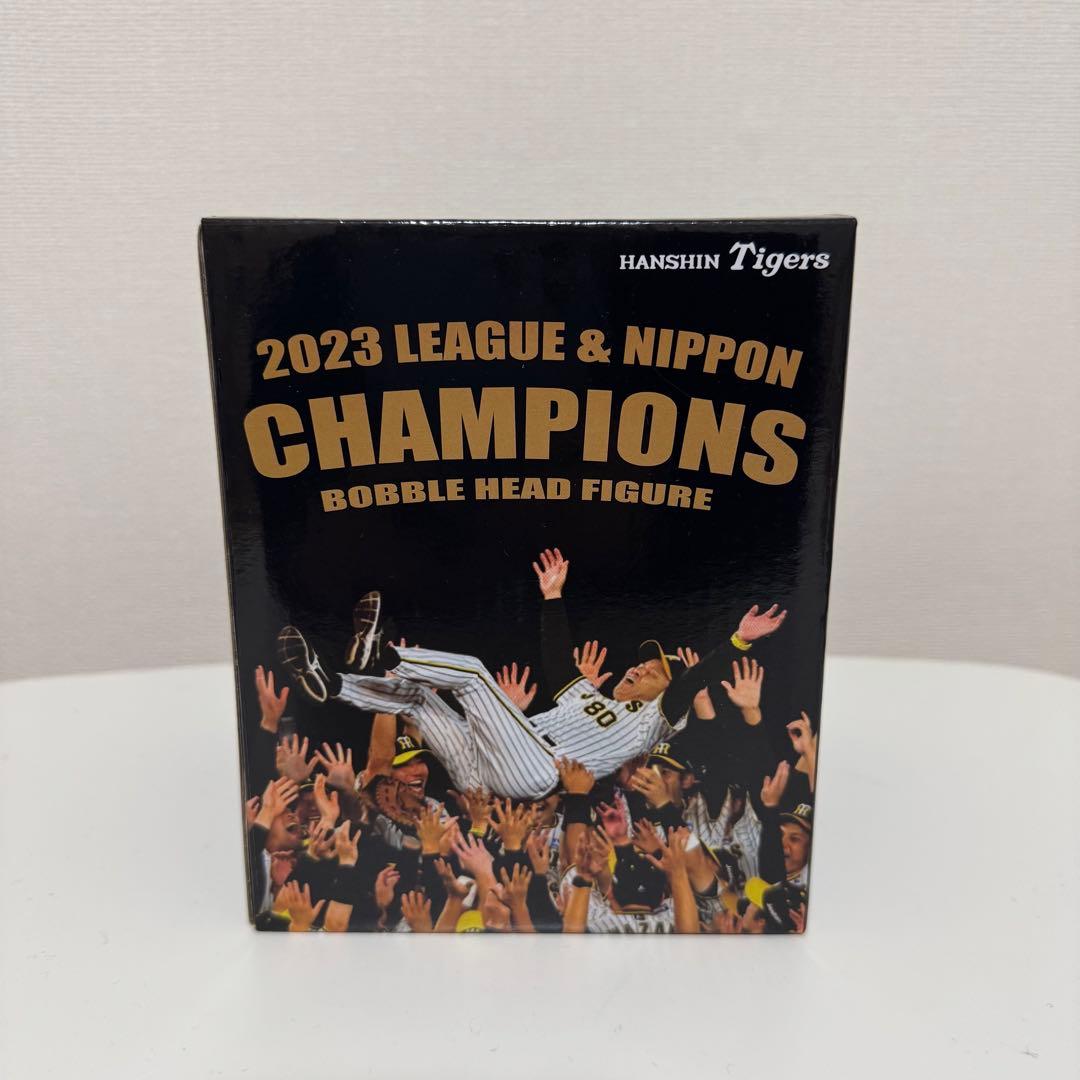 HANSHIN Tigers
2023 LEAGUE & NIPPON
CHAMPIONS
BOBBLE HEAD FIGURE
80